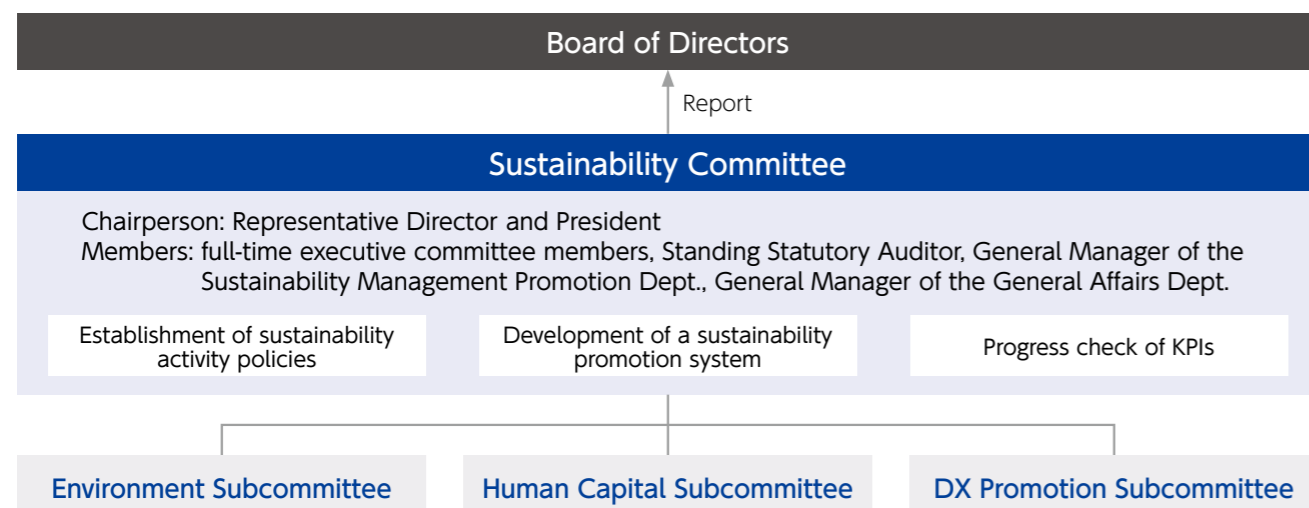 Board of Directors
Report
Sustainability Committee
Chairperson: Representative Director and President
Members: full-time executive committee members, Standing Statutory Auditor, General Manager of the
Sustainability Management Promotion Dept., General Manager of the General Affairs Dept.
Establishment of sustainability
activity policies
Development of a sustainability
promotion system
Progress check of KPIs
Environment Subcommittee
Human Capital Subcommittee
DX Promotion Subcommittee